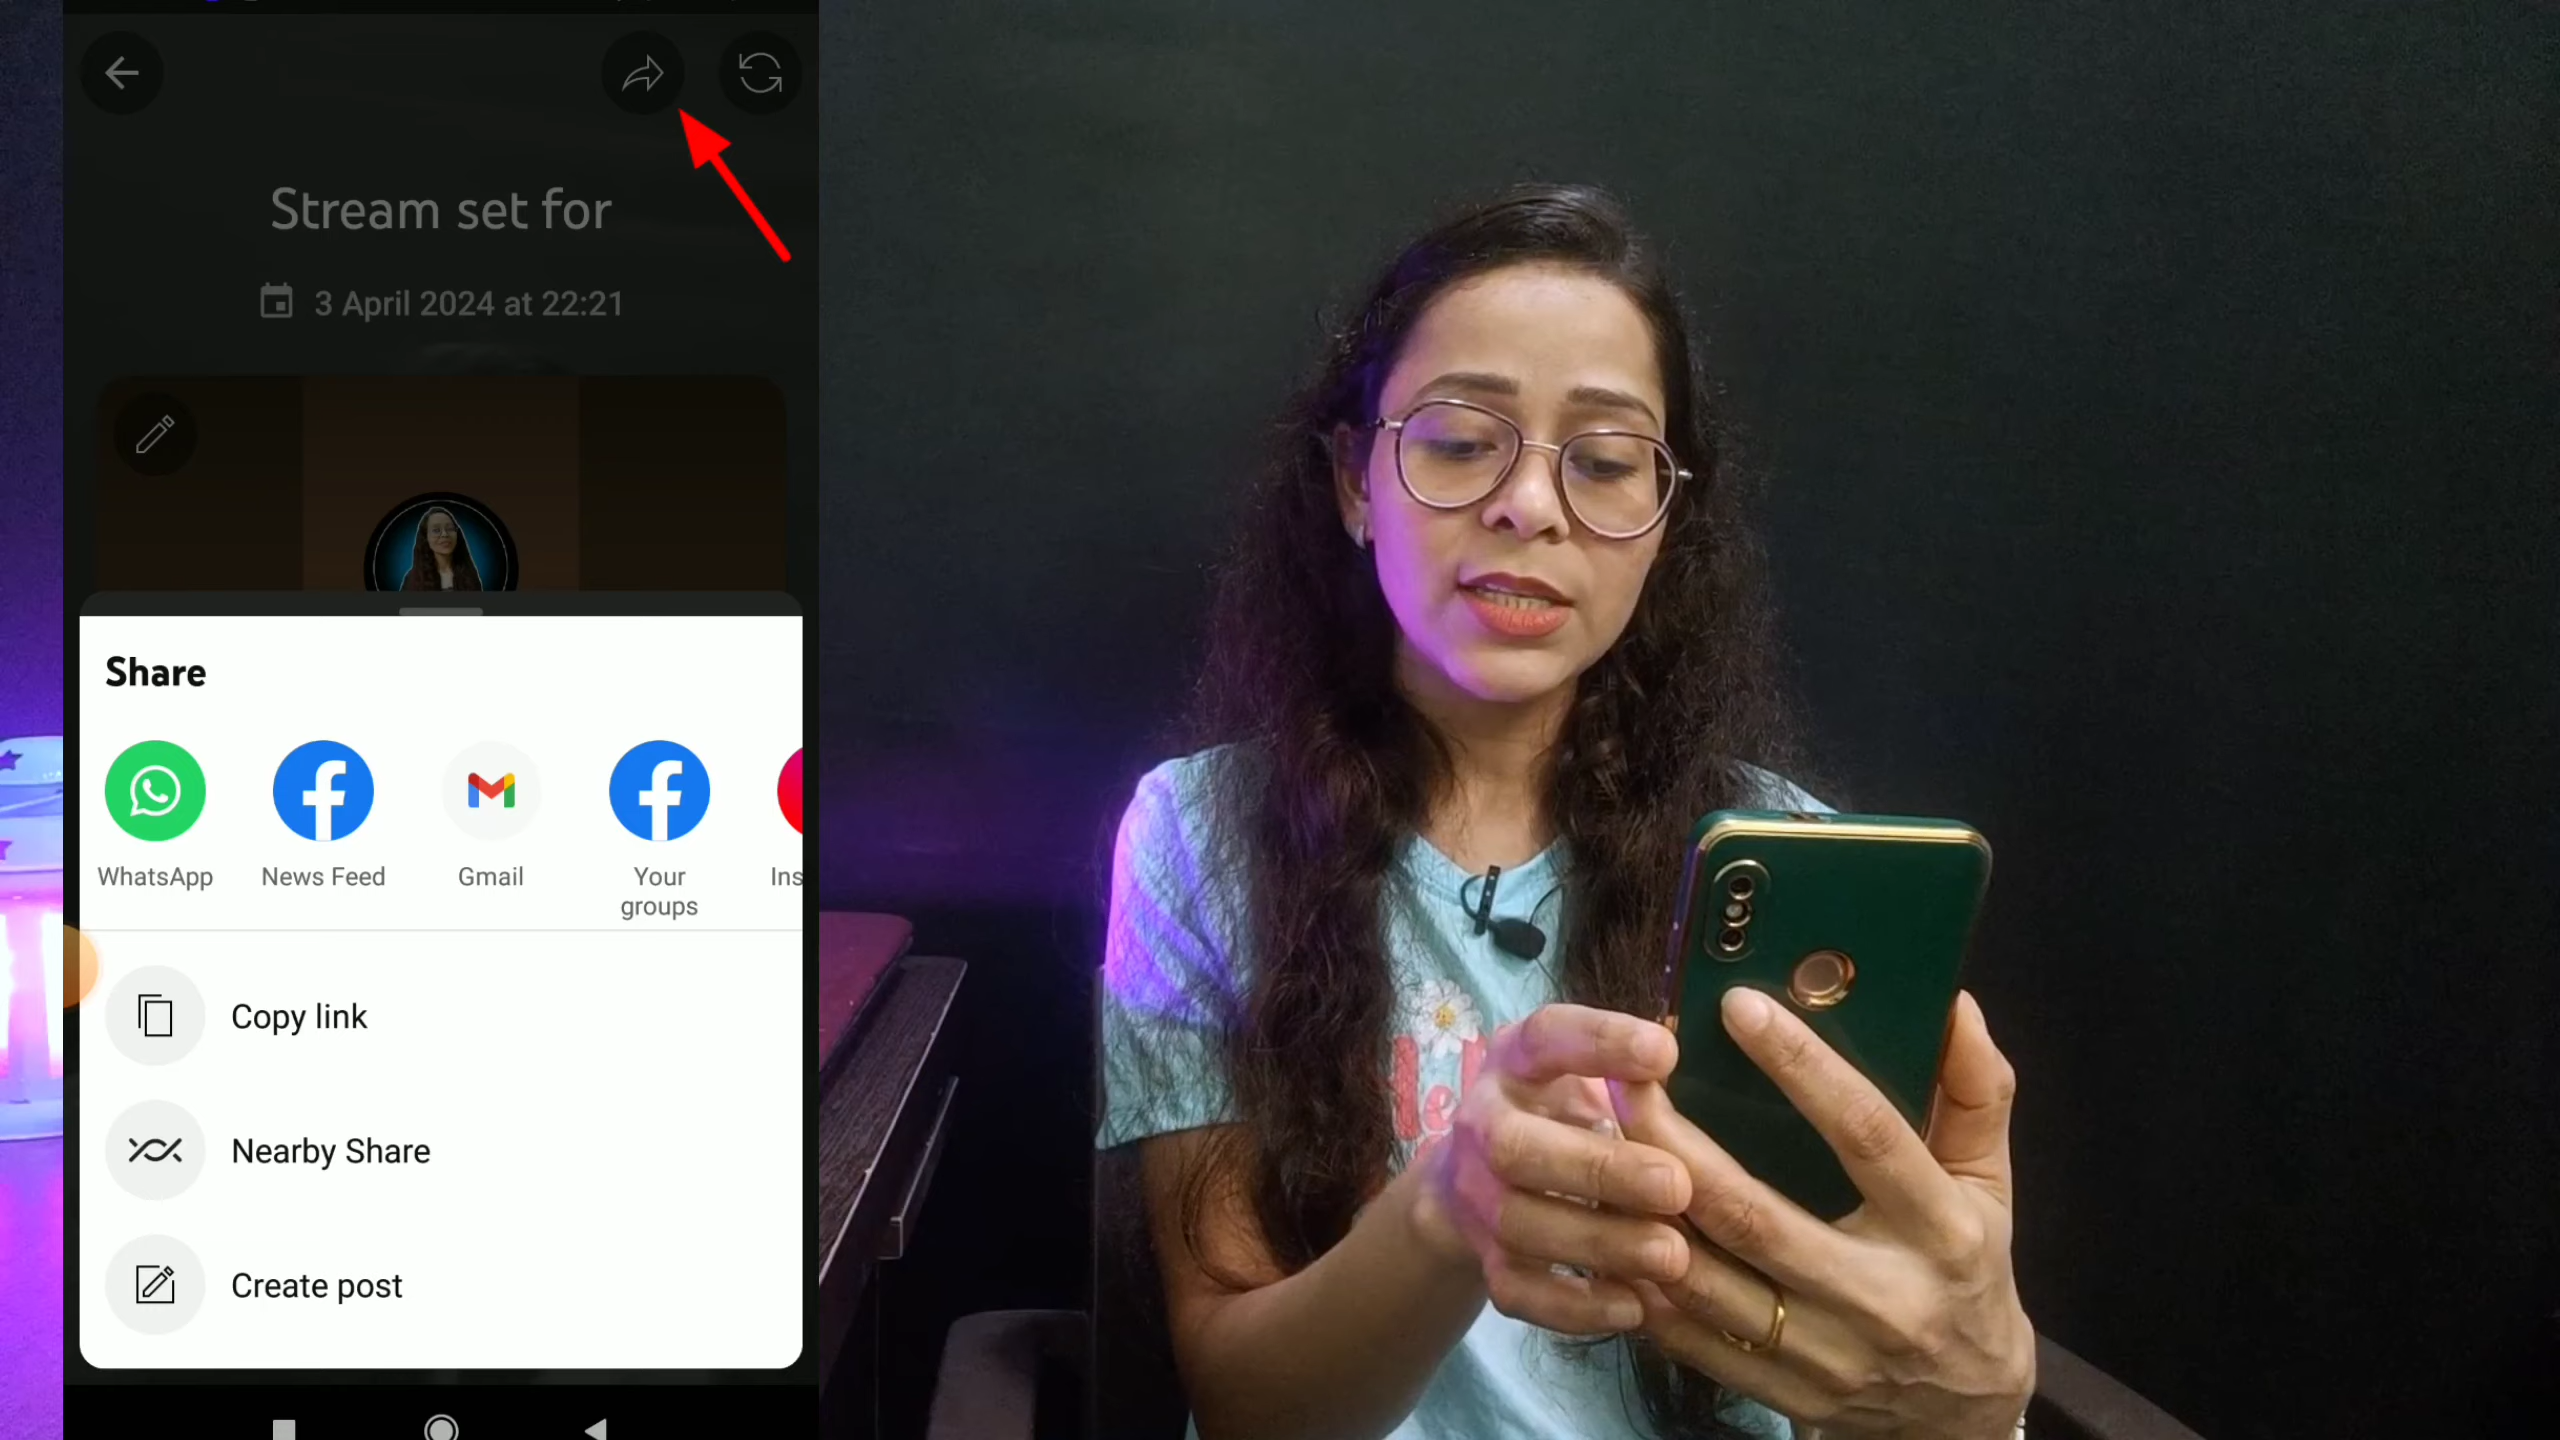 Stream set for
3 April 2024 at 22:21
Share
WhatsApp
News Feed
Gmail
Your
groups
Ins
Copy link
Nearby Share
Create post